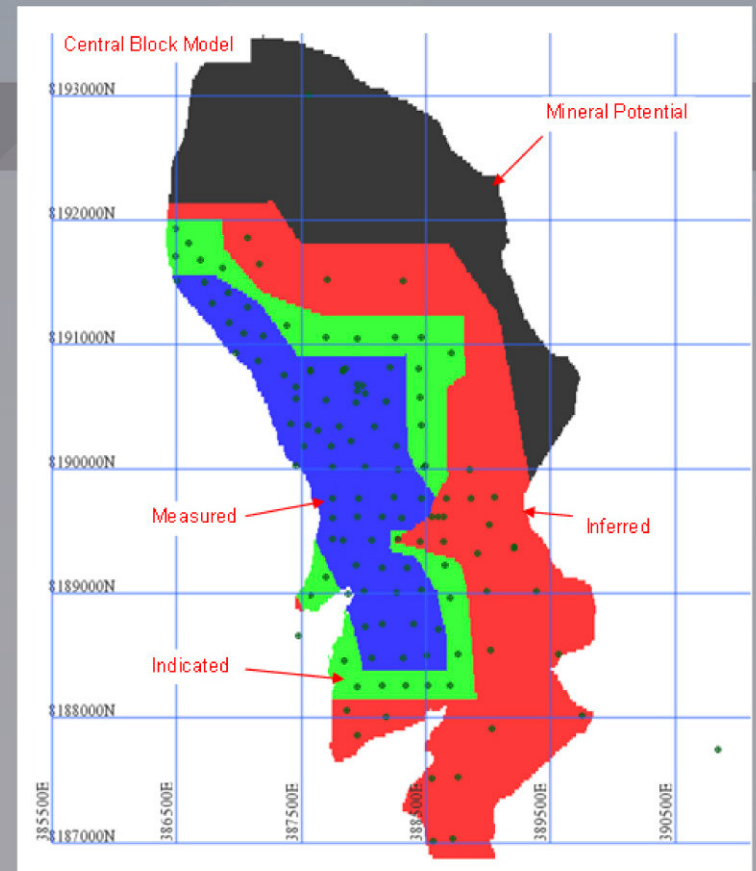 Central Block Model
8193000N
Mineral Potential
8192000N
8191000N
8190000N
Measured
Inferred
8189000N
Indicated
8188000N
8187000N
385500E
386500E
387500E
388500E
389500E
390500E